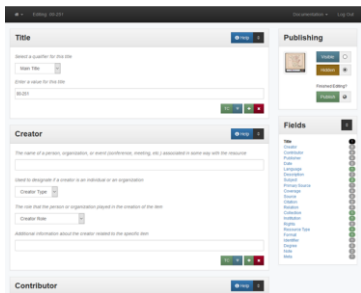 Editing: 86.201
Documentation
Log Out
Title
Help
Select a qualifier for this title
Main Title
Enter a value for this title
86.201
Creator
Help
The name of a person, organization, or event (conference, meeting, etc.) associated in some way with the resource
Used to designate if a creator is an individual or an organization
Creator Type
The role that the person or organization played in the creation of the item
Creator Role
Additional information about the creator related to the specific item
Contributor
Help
Publishing
Visible
Hidden
Finished Editing?
Publish
Fields
Title
Creator
Contributor
Publisher
Date
Language
Description
Subject
Primary Source
Coverage
Source
Citation
Relation
Collection
Institution
Rights
Resource Type
Format
Identifier
Degree
Note
Meta